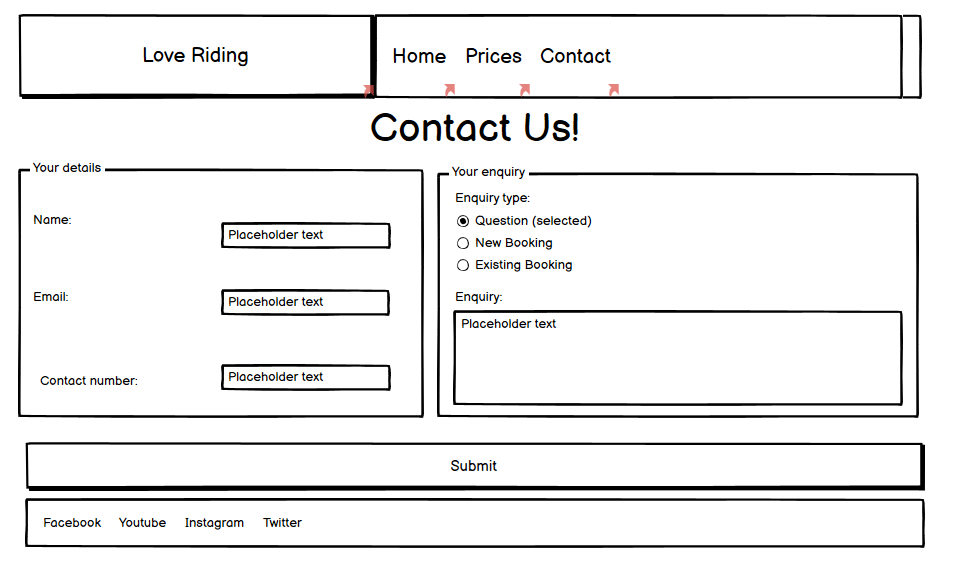 Love Riding
Home Prices Contact
Contact Us!
Your details
Name:
Placeholder text
Email:
Placeholder text
Contact number:
Placeholder text
Your enquiry
Enquiry type:
Question (selected)
New Booking
Existing Booking
Enquiry:
Placeholder text
Submit
Facebook Youtube Instagram Twitter